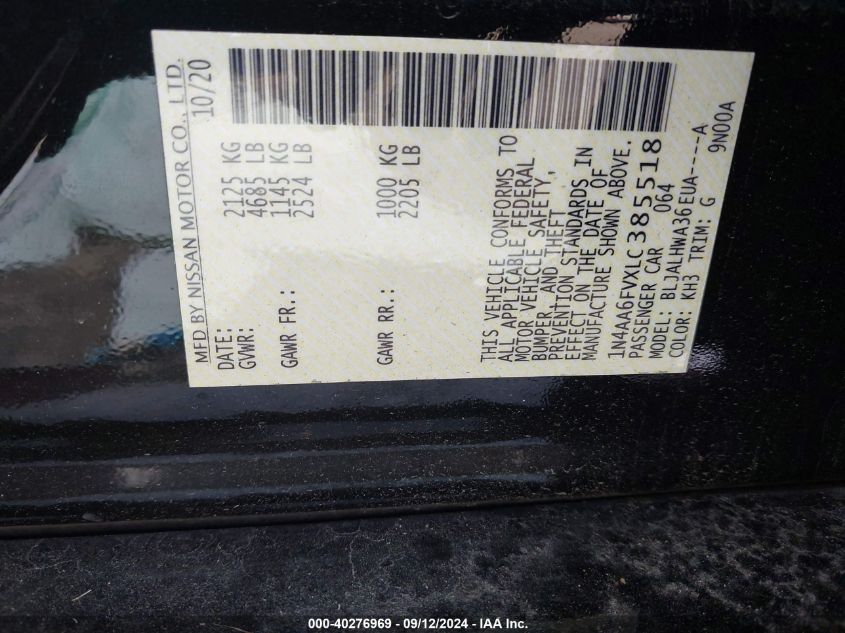 MFD BY NISSAN MOTOR CO., LTD.
DATE: 10/20
GVWR: 2125 KG
4685 LB
GAWR FR.: 1145 KG
2524 LB
GAWR RR.: 1000 KG
2205 LB
THIS VEHICLE CONFORMS TO
ALL APPLICABLE FEDERAL
MOTOR VEHICLE SAFETY,
BUMPER, AND THEFT
PREVENTION STANDARDS IN
EFFECT ON THE DATE OF
MANUFACTURE SHOWN ABOVE.
1N4AA6FVXLC385518
PASSENGER CAR 064
MODEL: BLJALHWA36EUA----A
COLOR: KH3 TRIM: G 9N00A
000-40276969 - 09/12/2024 - IAA Inc.